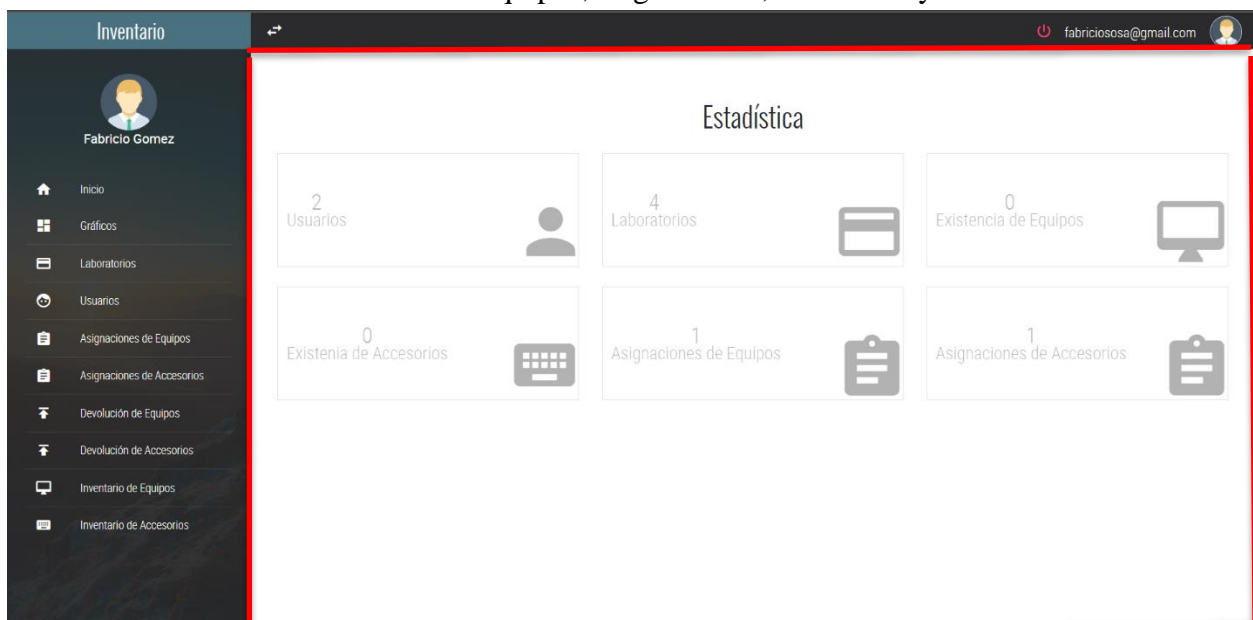 Inventario
fabriciososa@gmail.com
Fabricio Gomez
Inicio
Gráficos
Laboratorios
Usuarios
Asignaciones de Equipos
Asignaciones de Accesorios
Devolución de Equipos
Devolución de Accesorios
Inventario de Equipos
Inventario de Accesorios
Estadística
2
Usuarios
4
Laboratorios
0
Existencia de Equipos
0
Existenia de Accesorios
1
Asignaciones de Equipos
1
Asignaciones de Accesorios